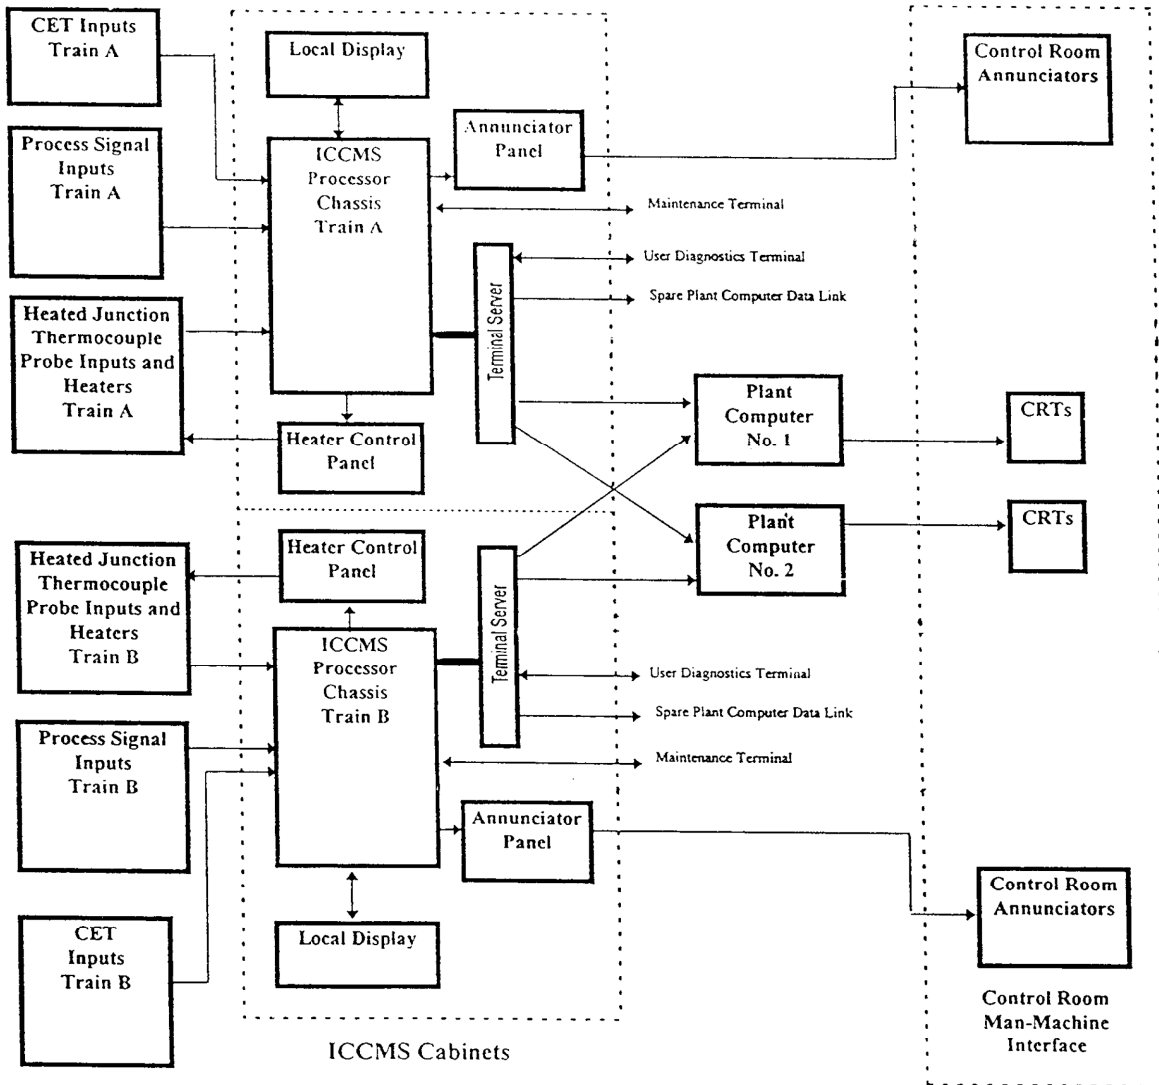 CET Inputs
Train A
Local Display
Control Room
Annunciators
Process Signal
Inputs
Train A
ICCMS
Processor
Chassis
Train A
Annunciator
Panel
Maintenance Terminal
User Diagnostics Terminal
Spare Plant Computer Data Link
Terminal Server
Heated Junction
Thermocouple
Probe Inputs and
Heaters
Train A
Heater Control
Panel
Plant
Computer
No. 1
CRTs
Plant
Computer
No. 2
CRTs
Heated Junction
Thermocouple
Probe Inputs and
Heaters
Train B
Heater Control
Panel
Terminal Server
ICCMS
Processor
Chassis
Train B
User Diagnostics Terminal
Spare Plant Computer Data Link
Maintenance Terminal
Process Signal
Inputs
Train B
Annunciator
Panel
CET
Inputs
Train B
Local Display
Control Room
Annunciators
ICCMS Cabinets
Control Room
Man-Machine
Interface